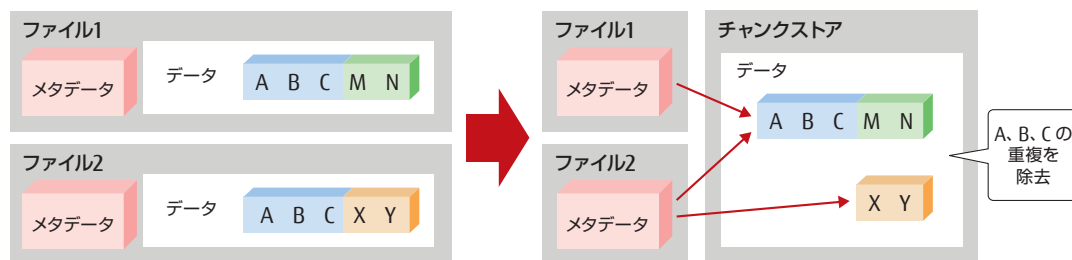 ファイル1
メタデータ
データ
A B C M N
ファイル2
メタデータ
データ
A B C X Y
ファイル1
メタデータ
ファイル2
メタデータ
チャンクストア
データ
A B C M N
X Y
A、B、Cの
重複を
除去